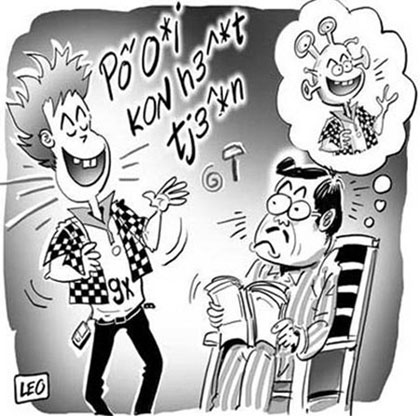 Pô^O*j
KON h3^*t
tj3^*n
GT
9x
LEO